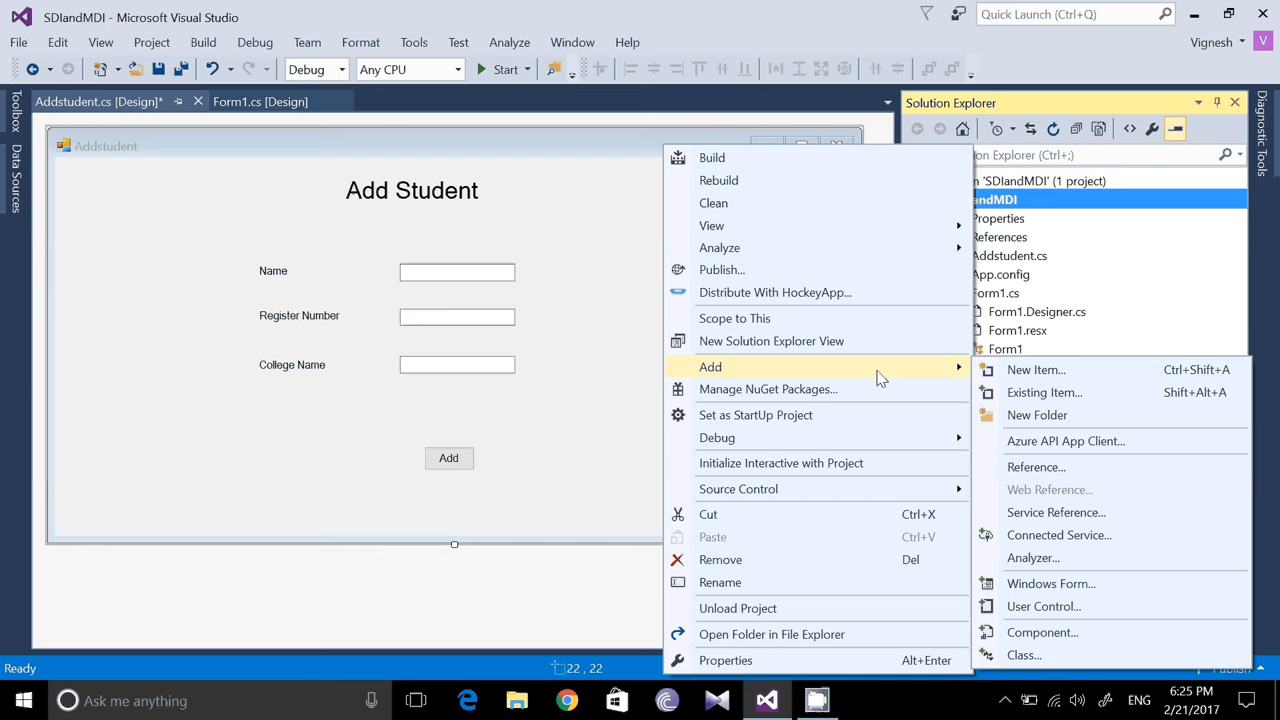 SDIandMDI - Microsoft Visual Studio
Quick Launch (Ctrl+Q)
File Edit View Project Build Debug Team Format Tools Test Analyze Window Help
Vignesh V
Debug Any CPU Start
Toolbox
Data Sources
Addstudent.cs [Design]*
Form1.cs [Design]
Addstudent
Add Student
Name
Register Number
College Name
Add
Build
Rebuild
Clean
View
Analyze
Publish...
Distribute With HockeyApp...
Scope to This
New Solution Explorer View
Add
Manage NuGet Packages...
Set as StartUp Project
Debug
Initialize Interactive with Project
Source Control
Cut Ctrl+X
Paste Ctrl+V
Remove Del
Rename
Unload Project
Open Folder in File Explorer
Properties Alt+Enter
Solution Explorer
Explorer (Ctrl+;)
'SDIandMDI' (1 project)
andMDI
Properties
References
Addstudent.cs
App.config
Form1.cs
Form1.Designer.cs
Form1.resx
Form1
New Item... Ctrl+Shift+A
Existing Item... Shift+Alt+A
New Folder
Azure API App Client...
Reference...
Web Reference...
Service Reference...
Connected Service...
Analyzer...
Windows Form...
User Control...
Component...
Class...
Diagnostic Tools
Ready
22 , 22
Ask me anything
ENG
6:25 PM
2/21/2017